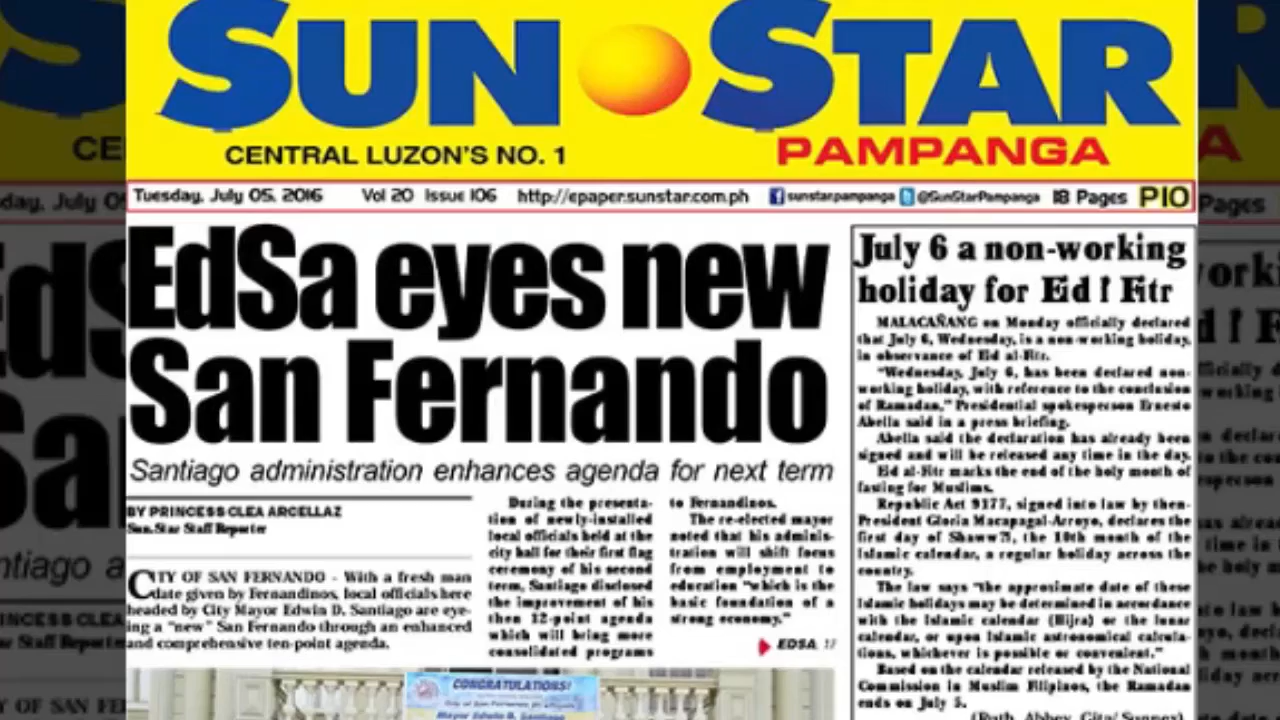 SUN STAR
CENTRAL LUZON'S NO. 1
PAMPANGA
Tuesday, July 05, 2016 Vol 20 Issue 106 http://epaper.sunstar.com.ph sunstar.pampanga @SunStarPampanga 18 Pages P10
EdSa eyes new
San Fernando
Santiago administration enhances agenda for next term
BY PRINCESS CLEA ARCELLAZ
Sun.Star Staff Reporter
CITY OF SAN FERNANDO - With a fresh man
date given by Fernandinos, local officials here
headed by City Mayor Edwin D. Santiago are eye-
ing a "new" San Fernando through an enhanced
and comprehensive ten-point agenda.
During the presenta-
tion of newly-installed
local officials held at the
city hall for their first flag
ceremony of his second
term, Santiago disclosed
the improvement of his
then 12-point agenda
which will bring more
consolidated programs
to Fernandinos.
The re-elected mayor
noted that his adminis-
tration will shift focus
from employment to
education "which is the
basic foundation of a
strong economy."
EDSA, 17
July 6 a non-working
holiday for Eid l Fitr
MALACAÑANG on Monday officially declared
that July 6, Wednesday, is a non-working holiday,
in observance of Eid al-Fitr.
"Wednesday, July 6, has been declared non-
working holiday, with reference to the conclusion
of Ramadan," Presidential spokesperson Ernesto
Abella said in a press briefing.
Abella said the declaration has already been
signed and will be released any time in the day.
Eid al-Fitr marks the end of the holy month of
fasting for Muslims.
Republic Act 9177, signed into law by then-
President Gloria Macapagal-Arroyo, declares the
first day of the 10th month of the
Islamic calendar, a regular holiday across the
country.
The law says "the approximate date of these
Islamic holidays may be determined in accordance
with the Islamic calendar (Hijra) or the lunar
calendar, or upon Islamic astronomical calcula-
tions, whichever is possible or convenient."
Based on the calendar released by the National
Commission in Muslim Filipinos, the Ramadan
ends on July 5.
CONGRATULATIONS!
City of San Fernando
Mayor Edwin D. Santiago